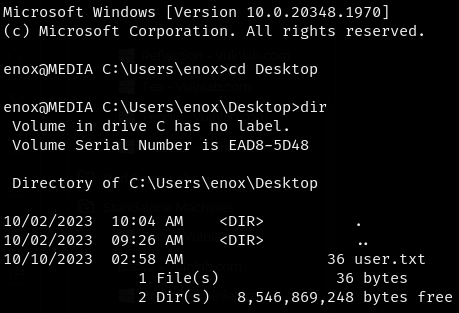 Microsoft Windows [Version 10.0.20348.1970]
(c) Microsoft Corporation. All rights reserved.
enox@MEDIA C:\Users\enox>cd Desktop
enox@MEDIA C:\Users\enox\Desktop>dir
 Volume in drive C has no label.
 Volume Serial Number is EAD8-5D48
 Directory of C:\Users\enox\Desktop
10/02/2023  10:04 AM    <DIR>          .
10/02/2023  09:26 AM    <DIR>          ..
10/10/2023  02:58 AM                36 user.txt
               1 File(s)             36 bytes
               2 Dir(s)   8,546,869,248 bytes free